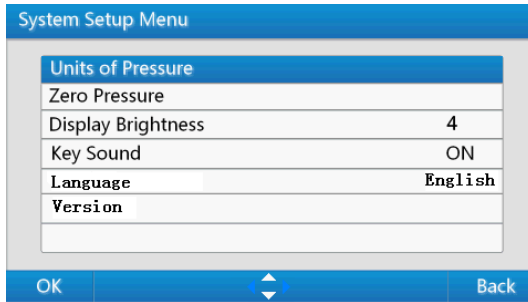 System Setup Menu
Units of Pressure
Zero Pressure
Display Brightness 4
Key Sound ON
Language English
Version
OK Back